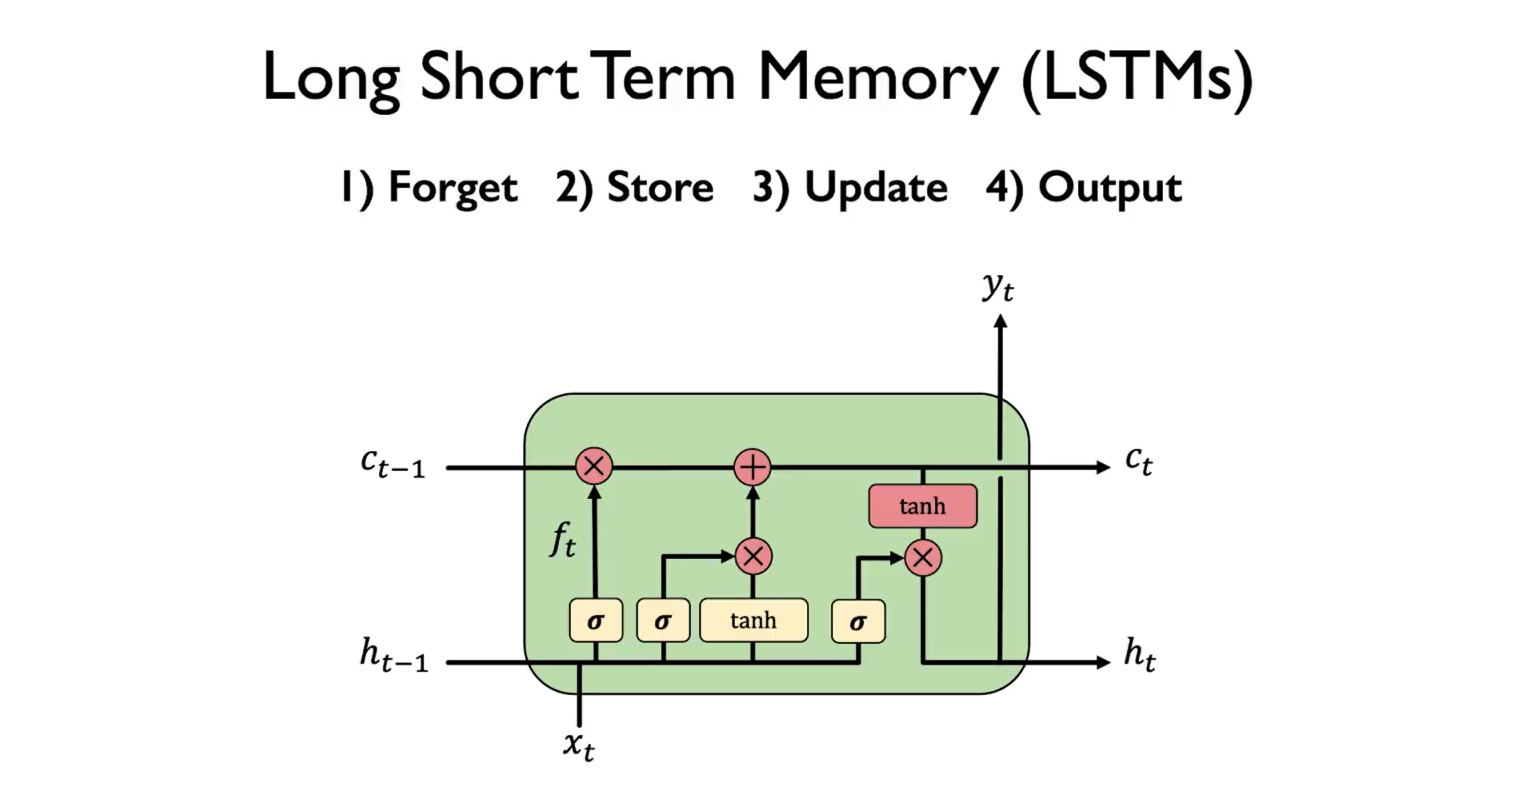 Long Short Term Memory (LSTMs)
1) Forget 2) Store 3) Update 4) Output
y_t
c_{t−1}
c_t
tanh
f_t
σ σ tanh σ
h_{t−1}
h_t
x_t